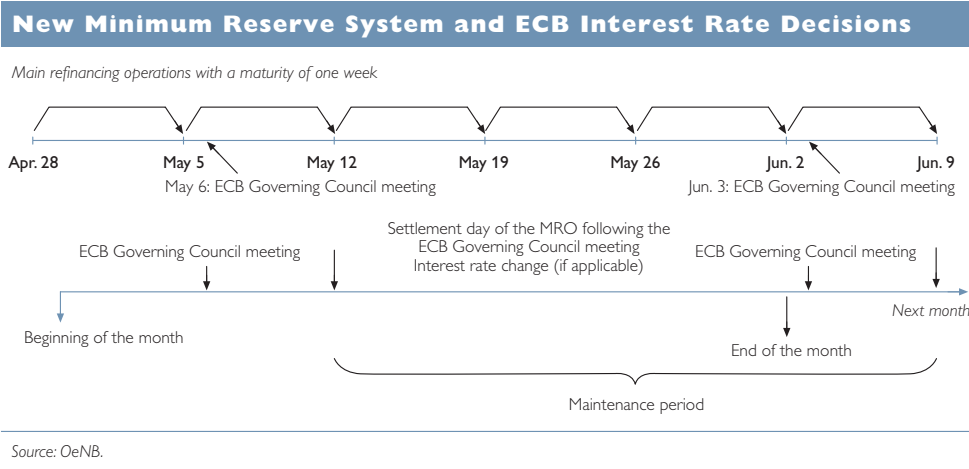 New Minimum Reserve System and ECB Interest Rate Decisions
Main refinancing operations with a maturity of one week
Apr. 28 May 5 May 12 May 19 May 26 Jun. 2 Jun. 9
May 6: ECB Governing Council meeting Jun. 3: ECB Governing Council meeting
Settlement day of the MRO following the
ECB Governing Council meeting ECB Governing Council meeting ECB Governing Council meeting
Interest rate change (if applicable)
Next month
Beginning of the month
End of the month
Maintenance period
Source: OeNB.